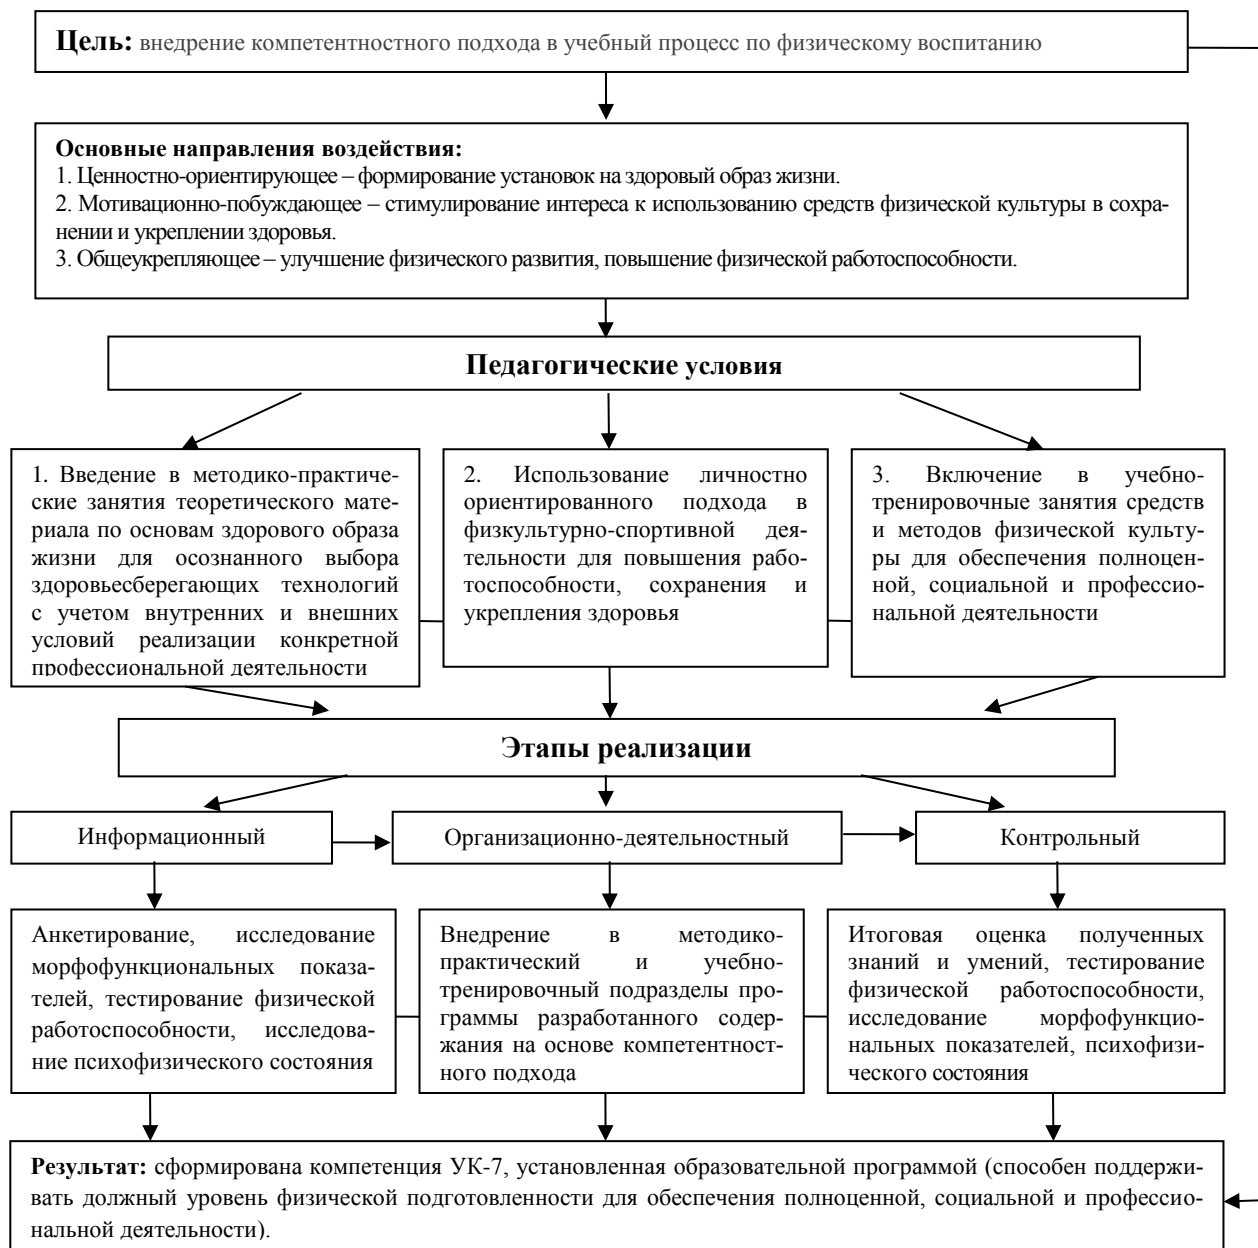 Цель: внедрение компетентностного подхода в учебный процесс по физическому воспитанию
Основные направления воздействия:
1. Ценностно-ориентирующее – формирование установок на здоровый образ жизни.
2. Мотивационно-побуждающее – стимулирование интереса к использованию средств физической культуры в сохра-
нении и укреплении здоровья.
3. Общеукрепляющее – улучшение физического развития, повышение физической работоспособности.
Педагогические условия
1. Введение в методико-практиче-
ские занятия теоретического мате-
риала по основам здорового образа
жизни для осознанного выбора
здоровьесберегающих технологий
с учетом внутренних и внешних
условий реализации конкретной
профессиональной деятельности
2. Использование личностно
ориентированного подхода в
физкультурно-спортивной дея-
тельности для повышения рабо-
тоспособности, сохранения и
укрепления здоровья
3. Включение в учебно-
тренировочные занятия средств
и методов физической культу-
ры для обеспечения полноцен-
ной, социальной и профессио-
нальной деятельности
Этапы реализации
Информационный
Организационно-деятельностный
Контрольный
Анкетирование, исследование
морфофункциональных показа-
телей, тестирование физической
работоспособности, исследова-
ние психофизического состояния
Внедрение в методико-
практический и учебно-
тренировочный подразделы про-
граммы разработанного содер-
жания на основе компетентност-
ного подхода
Итоговая оценка полученных
знаний и умений, тестирование
физической работоспособности,
исследование морфофункцио-
нальных показателей, психофизи-
ческого состояния
Результат: сформирована компетенция УК-7, установленная образовательной программой (способен поддержи-
вать должный уровень физической подготовленности для обеспечения полноценной, социальной и профессио-
нальной деятельности).